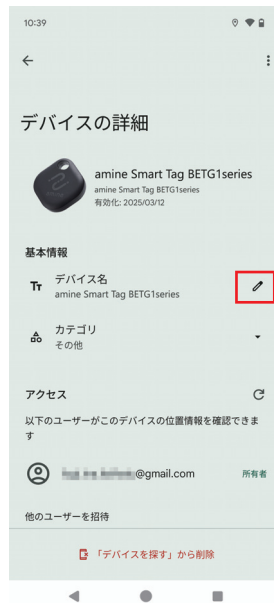 10:39
デバイスの詳細
amine Smart Tag BETG1series
amine Smart Tag BETG1series
有効化: 2025/03/12
基本情報
Tт
デバイス名
amine Smart Tag BETG1series
カテゴリ
その他
アクセス
以下のユーザーがこのデバイスの位置情報を確認できま
す
@gmail.com
所有者
他のユーザーを招待
「デバイスを探す」から削除